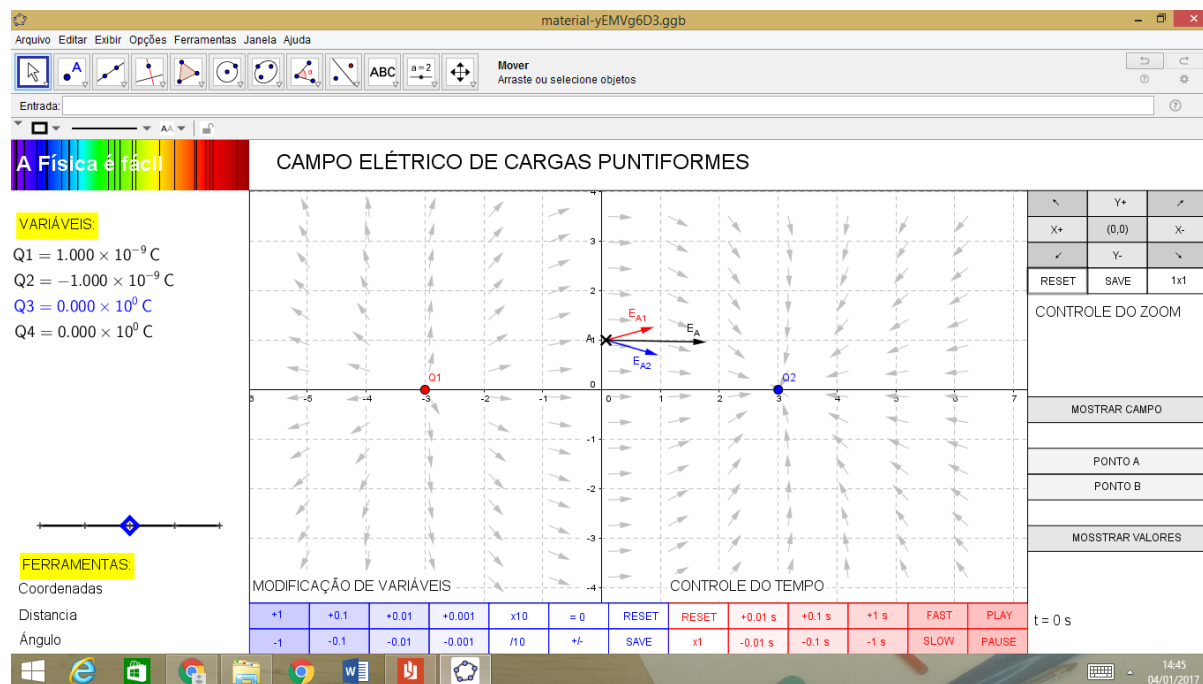 material-yEMVg6D3.ggb
Arquivo Editar Exibir Opções Ferramentas Janela Ajuda
A
ABC
a=2
Mover
Arraste ou selecione objetos
Entrada:
AA
A Física é fácil
CAMPO ELÉTRICO DE CARGAS PUNTIFORMES
VARIÁVEIS:
Q1 = 1.000 × 10⁻⁹ C
Q2 = −1.000 × 10⁻⁹ C
Q3 = 0.000 × 10⁰ C
Q4 = 0.000 × 10⁰ C
4
3
2
1
0
-1
-2
-3
-4
-5 -4 -3 -2 -1 0 1 2 3 4 5 6 7
E_A1
E_A
E_A2
A
Q1
Q2
Y+
X+ (0,0) X-
Y-
RESET SAVE 1x1
CONTROLE DO ZOOM
MOSTRAR CAMPO
PONTO A
PONTO B
MOSSTRAR VALORES
FERRAMENTAS:
Coordenadas
Distancia
Ángulo
MODIFICAÇÃO DE VARIÁVEIS
CONTROLE DO TEMPO
+1 +0.1 +0.01 +0.001 x10 = 0 RESET RESET +0.01 s +0.1 s +1 s FAST PLAY
-1 -0.1 -0.01 -0.001 /10 +/- SAVE x1 -0.01 s -0.1 s -1 s SLOW PAUSE
t = 0 s
14:45
04/01/2017